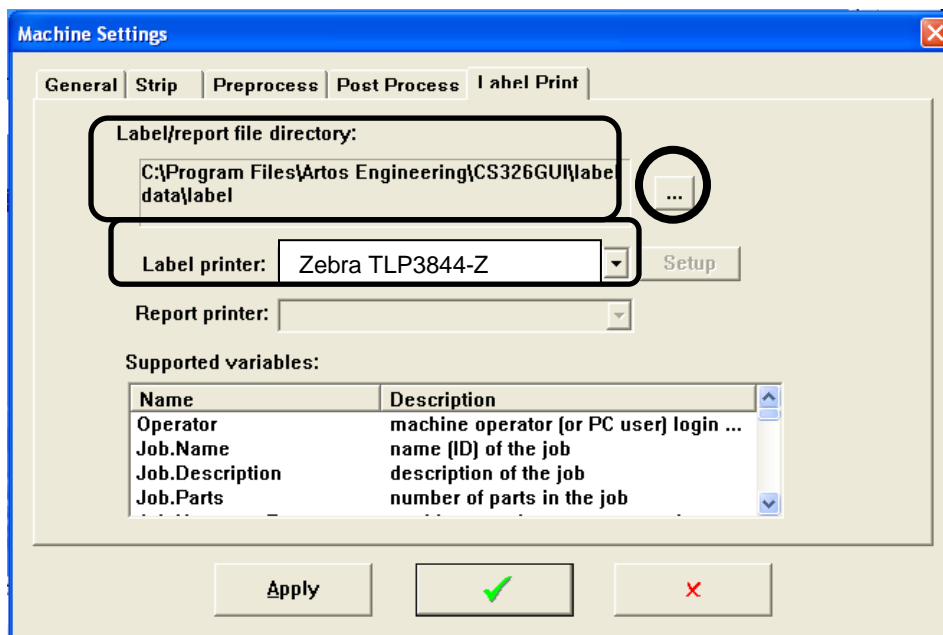 Machine Settings
General Strip Preprocess Post Process Label Print
Label/report file directory:
C:\Program Files\Artos Engineering\CS326GUI\label
data\label
...
Label printer: Zebra TLP3844-Z Setup
Report printer:
Supported variables:
Name Description
Operator machine operator (or PC user) login ...
Job.Name name (ID) of the job
Job.Description description of the job
Job.Parts number of parts in the job
Apply